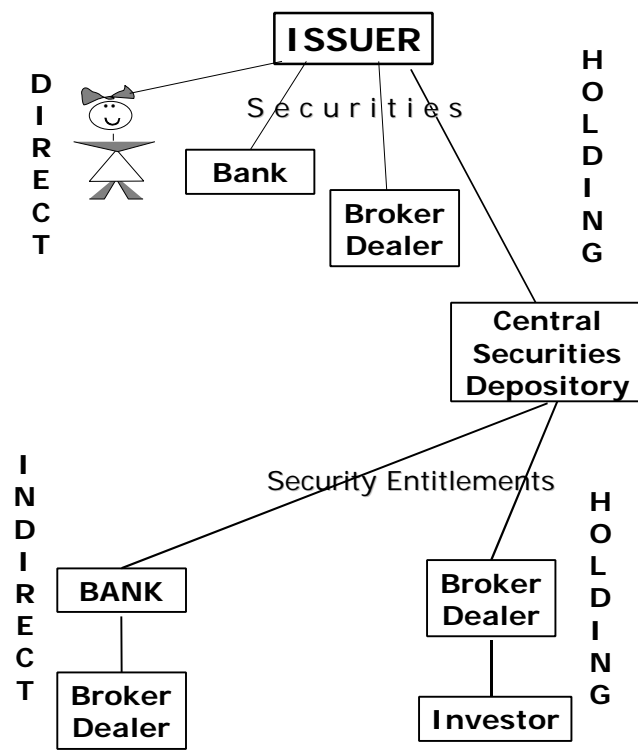 ISSUER
DIRECT
HOLDING
Securities
Bank
Broker
Dealer
Central
Securities
Depository
INDIRECT
HOLDING
Security Entitlements
BANK
Broker
Dealer
Broker
Dealer
Investor